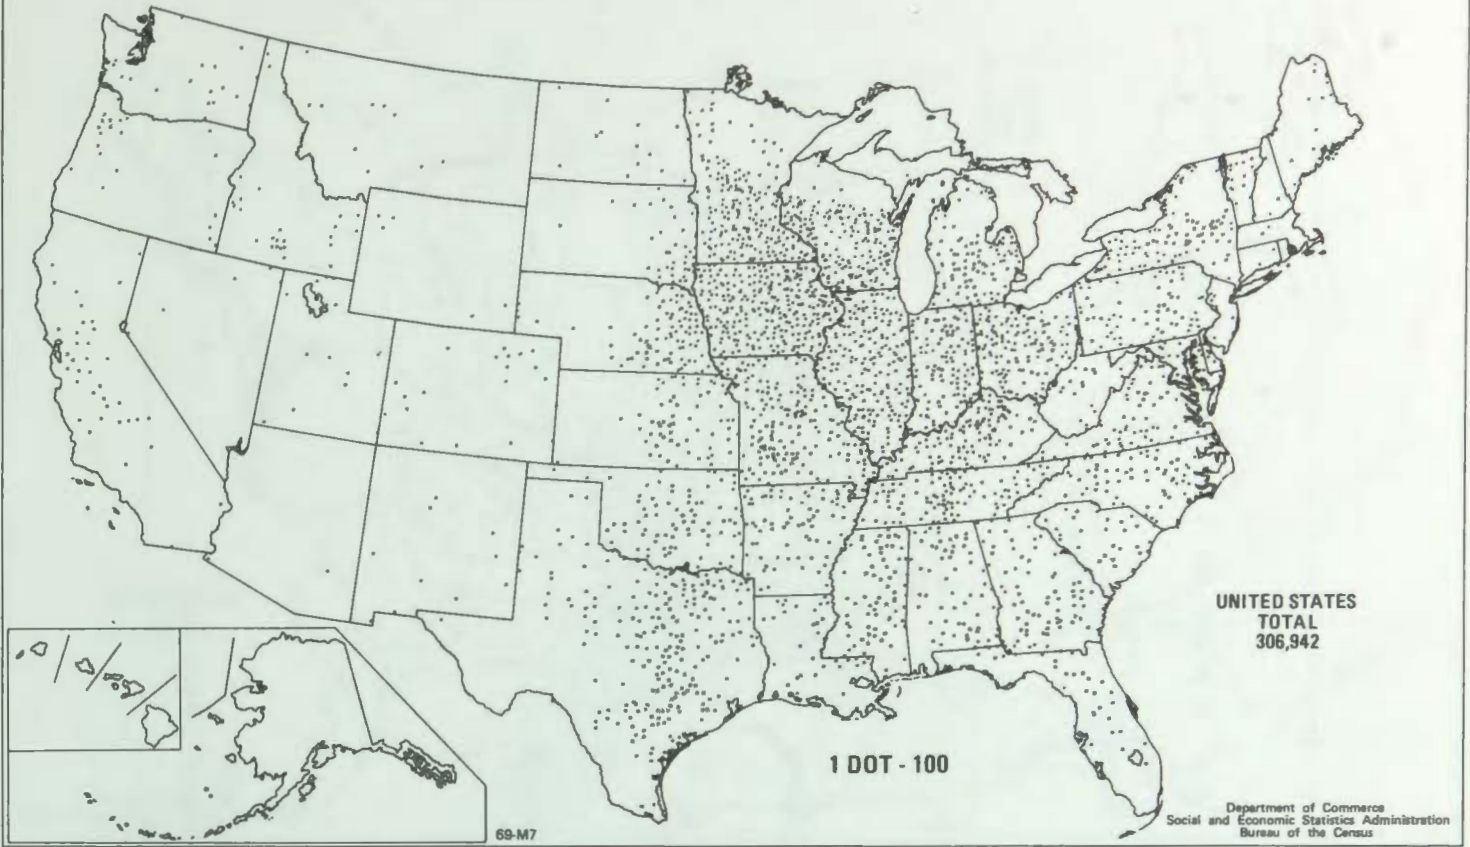 UNITED STATES
TOTAL
306,942
1 DOT - 100
69-M7
Department of Commerce
Social and Economic Statistics Administration
Bureau of the Census